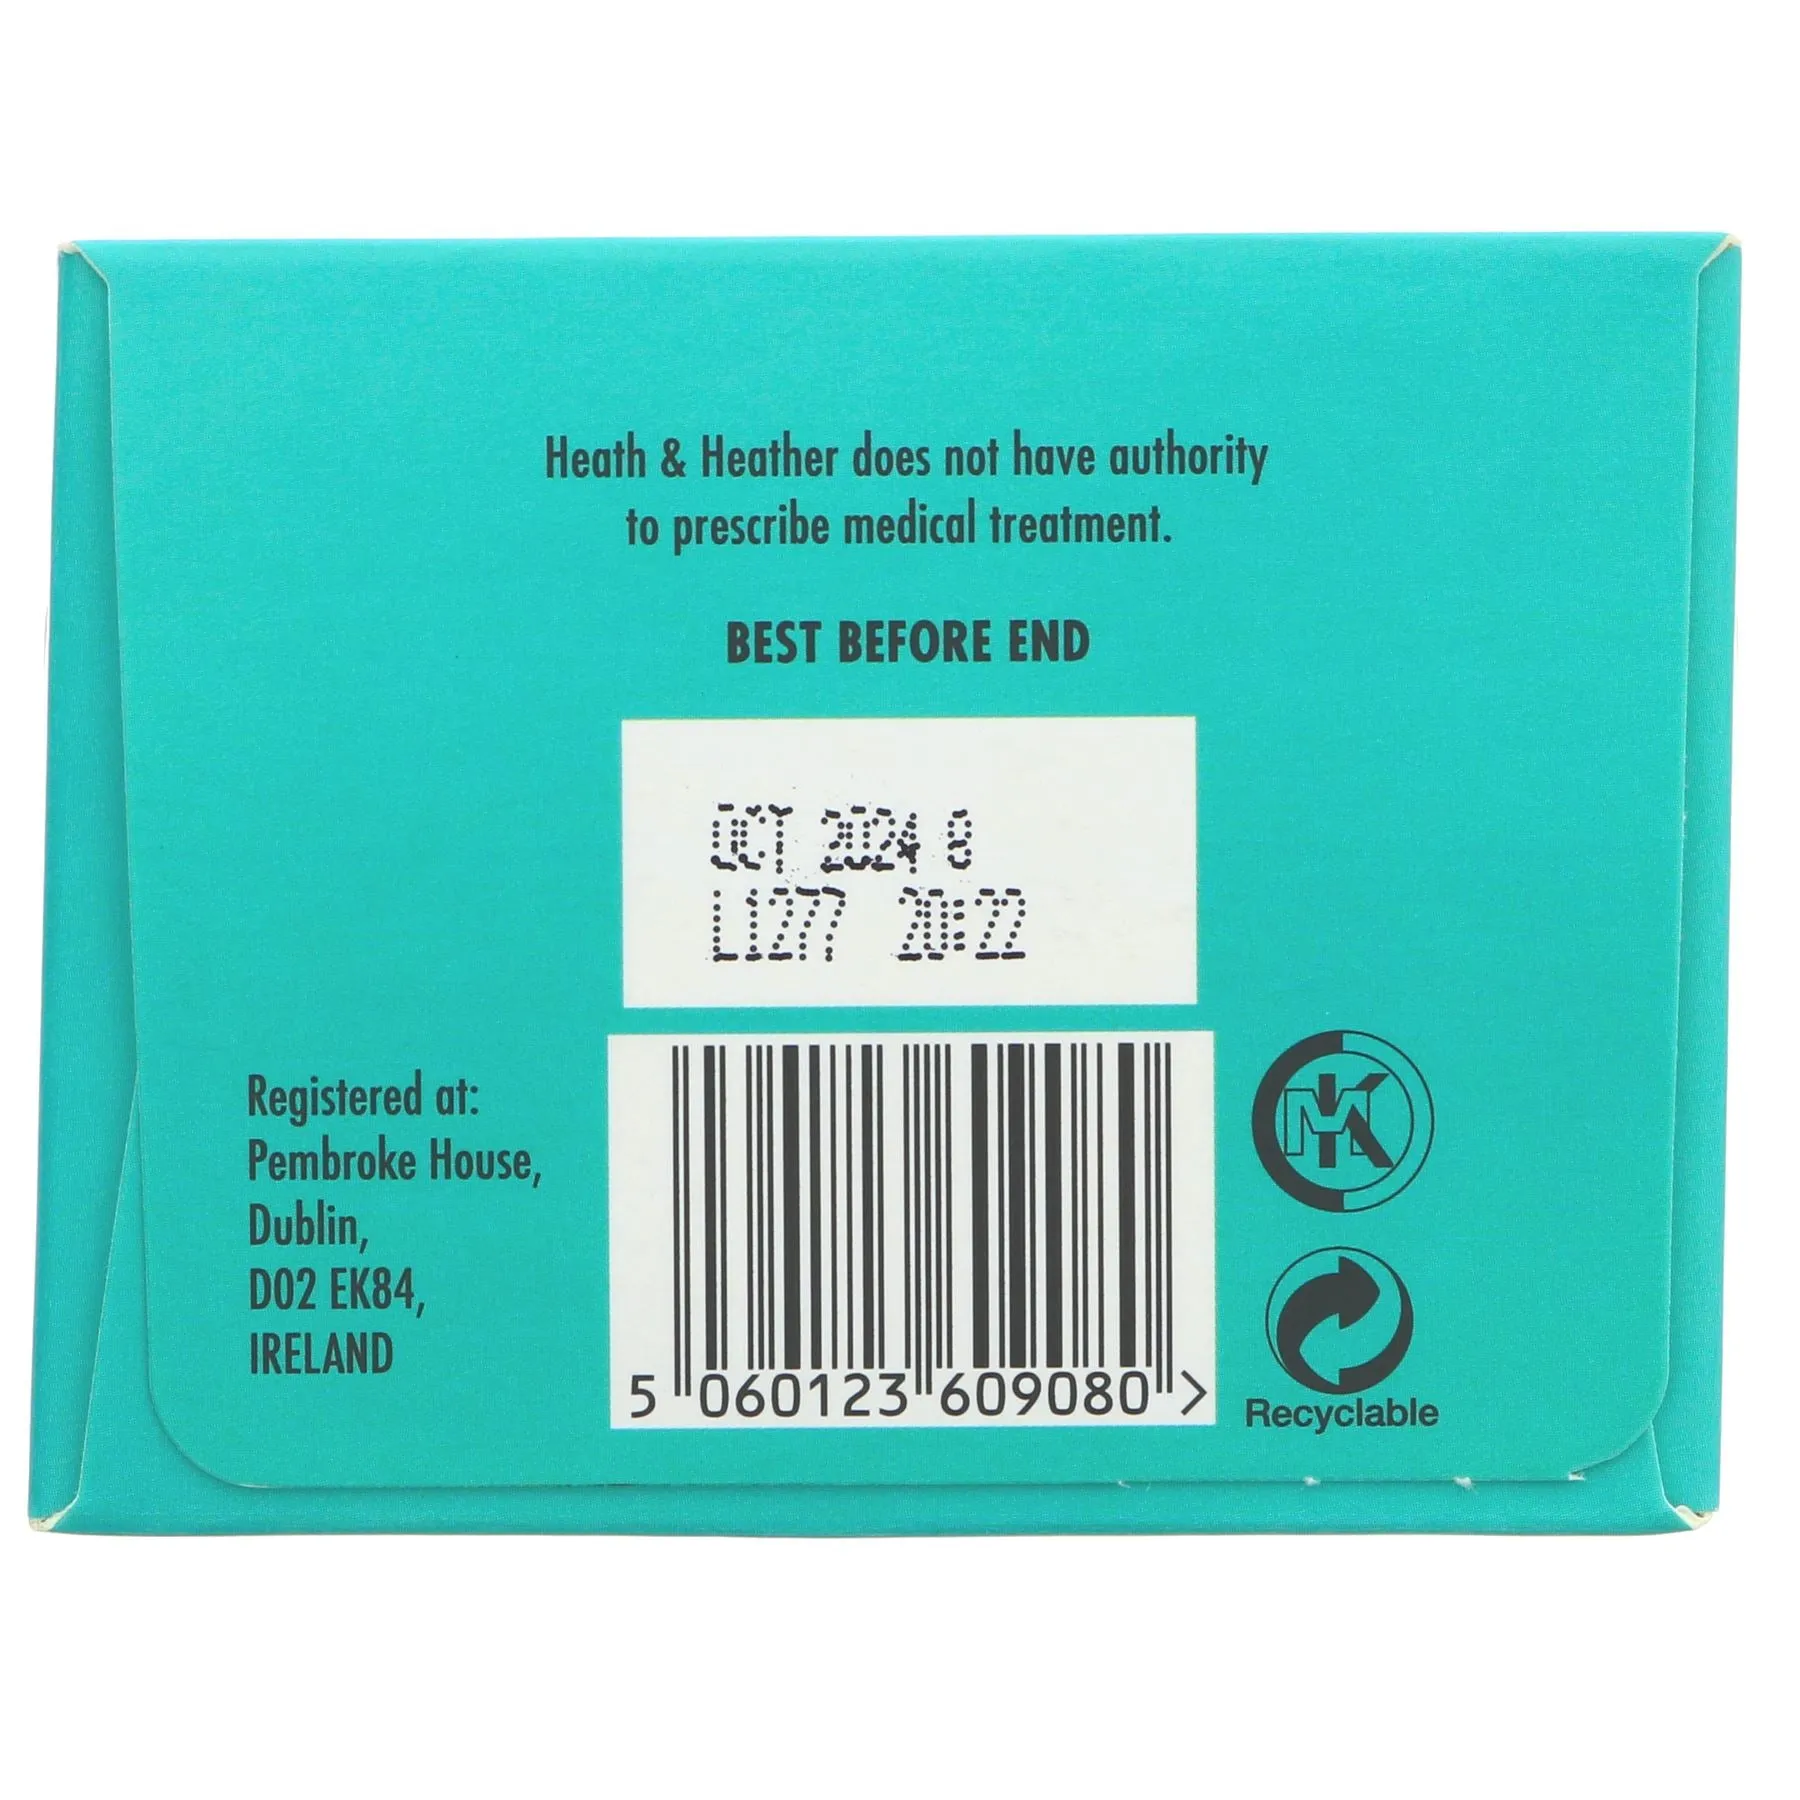 Heath & Heather does not have authority
to prescribe medical treatment.
BEST BEFORE END
OCT 2024 8
L1277 20:22
Registered at:
Pembroke House,
Dublin,
D02 EK84,
IRELAND
5 060123 609080 >
MK
Recyclable